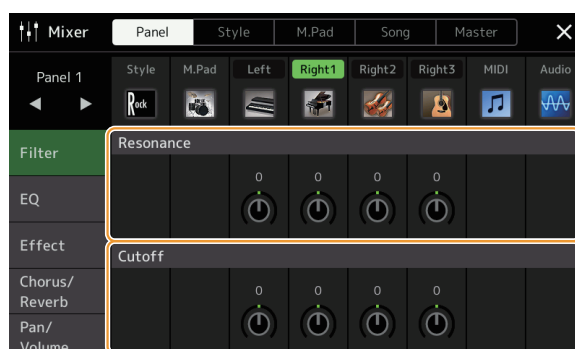 Mixer
Panel
Style
M.Pad
Song
Master
Panel 1
Style
M.Pad
Left
Right1
Right2
Right3
MIDI
Audio
Rock
Filter
EQ
Effect
Chorus/
Reverb
Pan/
Volume
Resonance
0 0 0 0
Cutoff
0 0 0 0